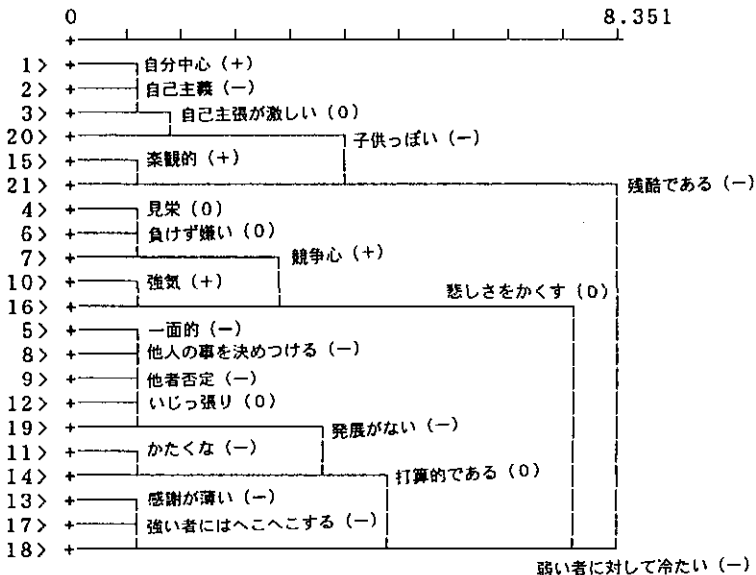 0 8.351
1> 自分中心(+)
2> 自己主義(−)
3> 自己主張が激しい(0)
20> 子供っぽい(−)
15> 楽観的(+)
21> 残酷である(−)
4> 見栄(0)
6> 負けず嫌い(0)
7> 競争心(+)
10> 強気(+)
16> 悲しさをかくす(0)
5> 一面的(−)
8> 他人の事を決めつける(−)
9> 他者否定(−)
12> いじっ張り(0)
19> 発展がない(−)
11> かたくな(−)
14> 打算的である(0)
13> 感謝が薄い(−)
17> 強い者にはへこへこする(−)
18> 弱い者に対して冷たい(−)